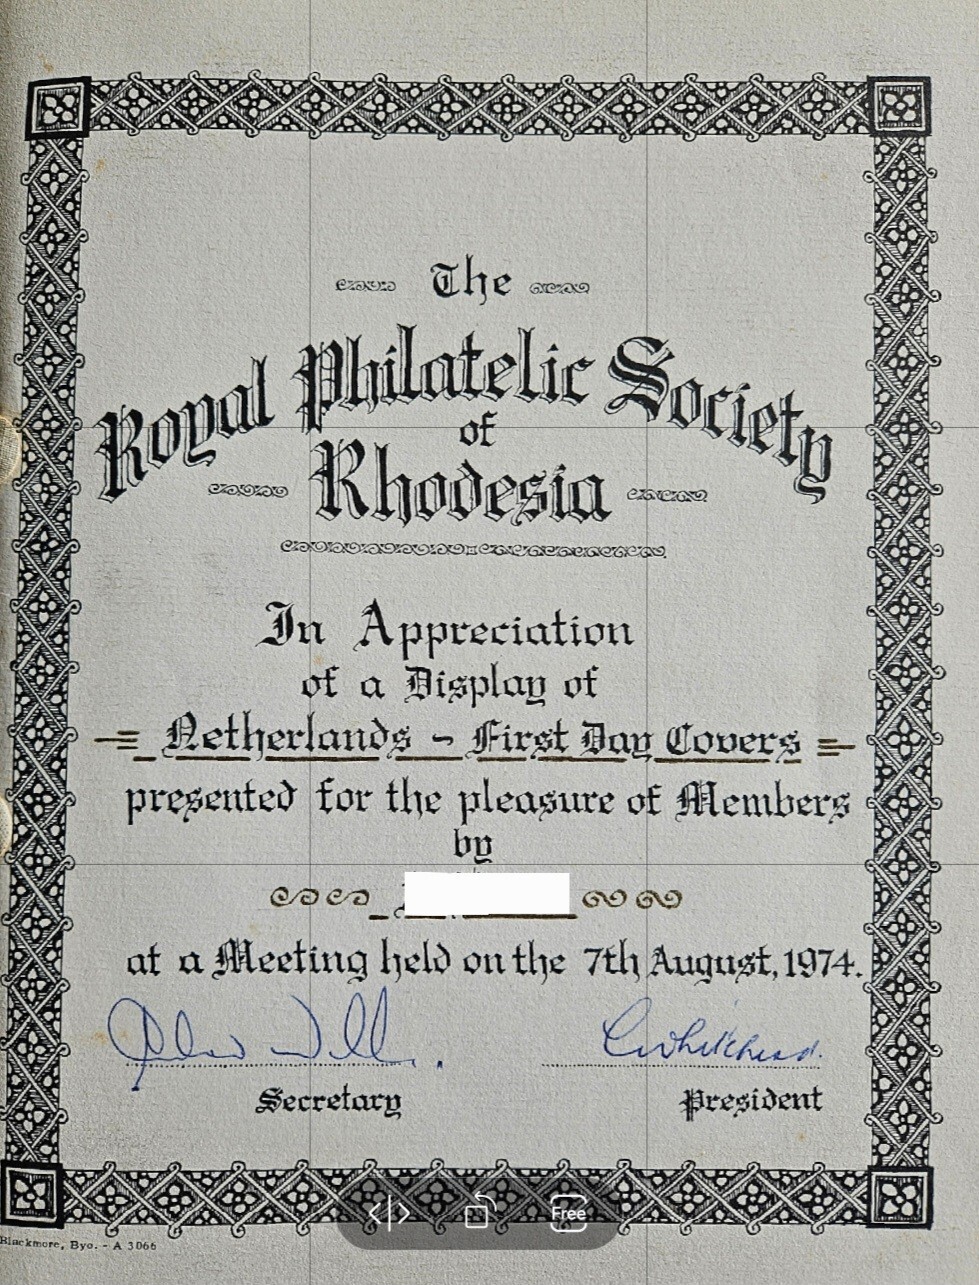 The
Royal Philatelic Society
of
Rhodesia
In Appreciation
of a Display of
Netherlands - First Day Covers
presented for the pleasure of Members
by
at a Meeting held on the 7th August, 1974.
Secretary
President
Blackmore, Byo. - A 3066
Free